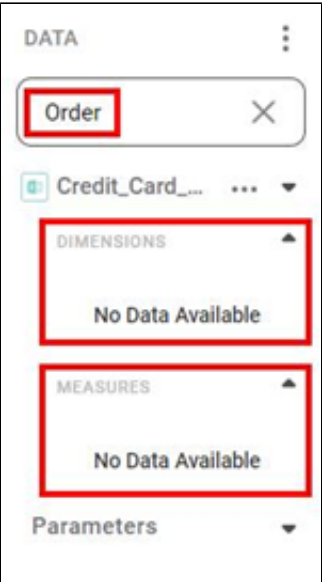 DATA
Order
Credit_Card_...
DIMENSIONS
No Data Available
MEASURES
No Data Available
Parameters